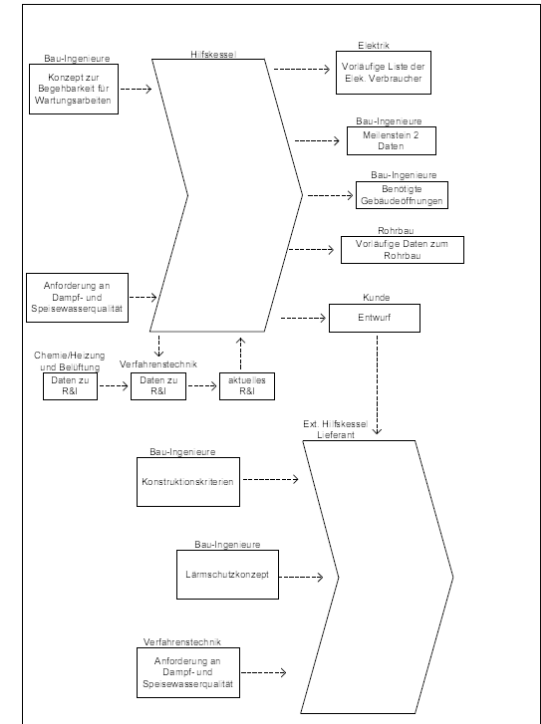 Hilfskessel
Bau-Ingenieure
Konzept zur
Begehbarkeit für
Wartungsarbeiten
Elektrik
Vorläufige Liste der
Elek. Verbraucher
Bau-Ingenieure
Meilenstein 2
Daten
Bau-Ingenieure
Benötigte
Gebäudeöffnungen
Rohrbau
Vorläufige Daten zum
Rohrbau
Anforderung an
Dampf- und
Speisewasserqualität
Kunde
Entwurf
Chemie/Heizung
und Belüftung
Daten zu
R&I
Verfahrenstechnik
Daten zu
R&I
aktuelles
R&I
Ext. Hilfskessel
Lieferant
Bau-Ingenieure
Konstruktionskriterien
Bau-Ingenieure
Lärmschutzkonzept
Verfahrenstechnik
Anforderung an
Dampf- und
Speisewasserqualität